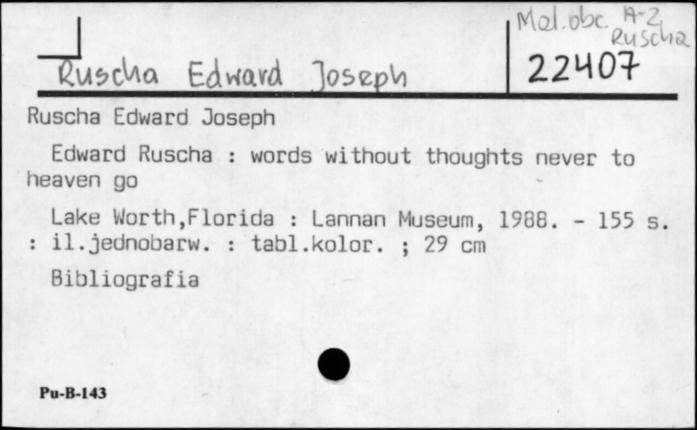 Mal.obc. A-Z
Ruscha
Ruscha Edward Joseph
22407
Ruscha Edward Joseph
Edward Ruscha : words without thoughts never to
heaven go
Lake Worth,Florida : Lannan Museum, 1988. - 155 s.
: il.jednobarw. : tabl.kolor. ; 29 cm
Bibliografia
Pu-B-143